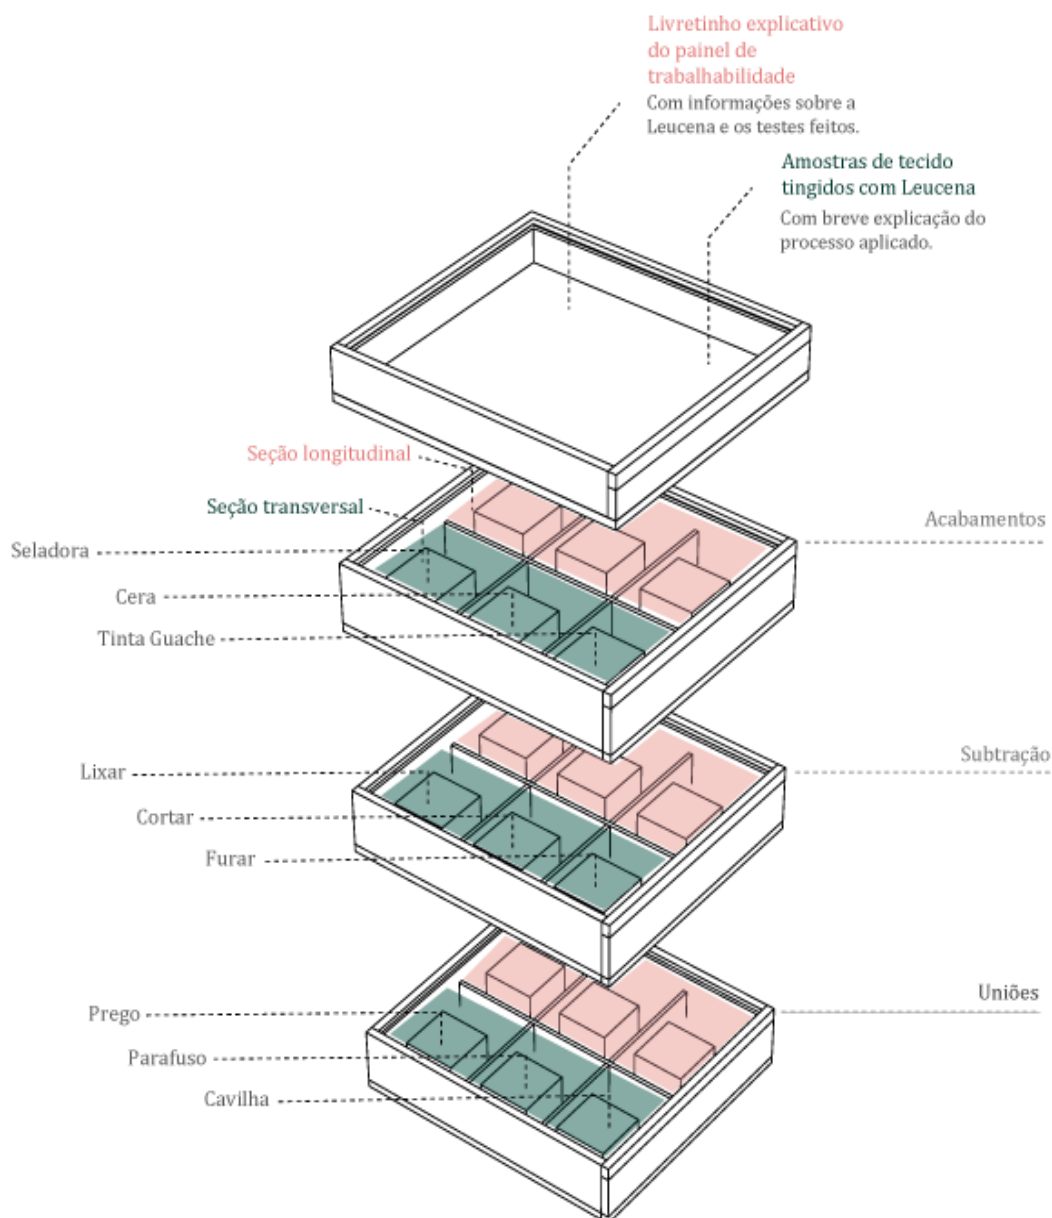 Livretinho explicativo
do painel de
trabalhabilidade
Com informações sobre a
Leucena e os testes feitos.
Amostras de tecido
tingidos com Leucena
Com breve explicação do
processo aplicado.
Seção longitudinal
Seção transversal
Acabamentos
Seladora
Cera
Tinta Guache
Subtração
Lixar
Cortar
Furar
Uniões
Prego
Parafuso
Cavilha